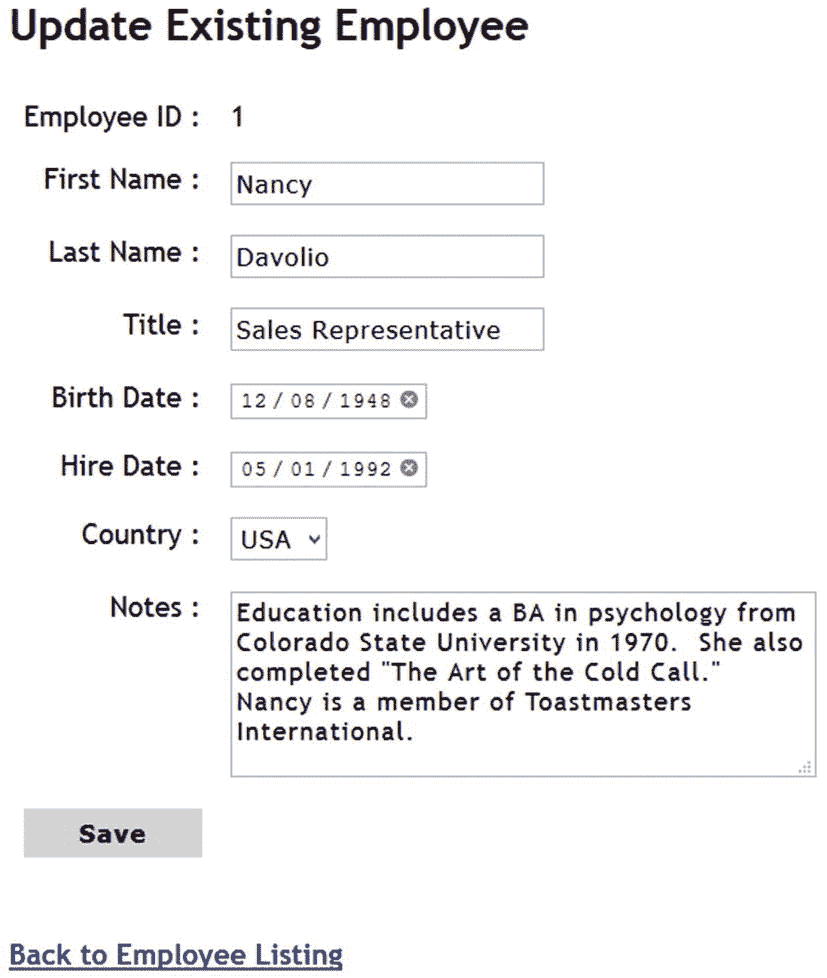 Update Existing Employee
Employee ID : 1
First Name : Nancy
Last Name : Davolio
Title : Sales Representative
Birth Date : 12 / 08 / 1948
Hire Date : 05 / 01 / 1992
Country : USA
Notes : Education includes a BA in psychology from
Colorado State University in 1970.  She also
completed "The Art of the Cold Call."
Nancy is a member of Toastmasters
International.
Save
Back to Employee Listing